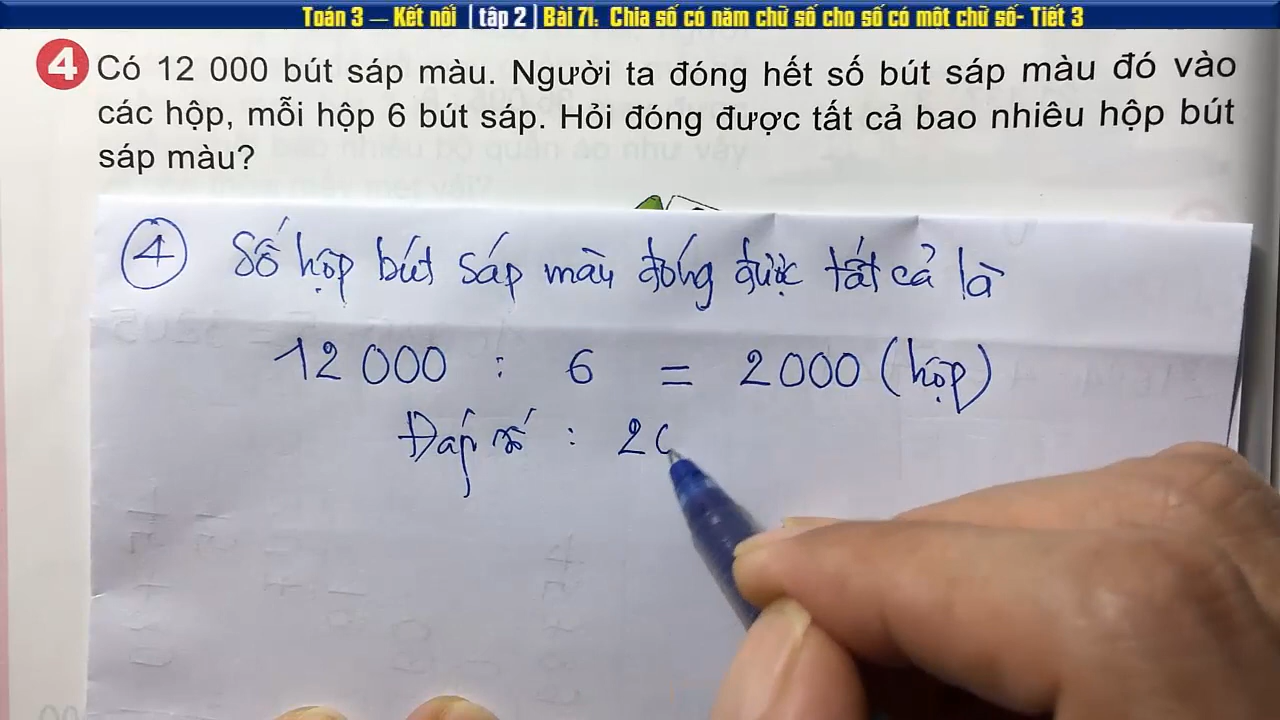 Toán 3 – Kết nối [ tập 2 ] Bài 71: Chia số có năm chữ số cho số có một chữ số- Tiết 3
4 Có 12 000 bút sáp màu. Người ta đóng hết số bút sáp màu đó vào
các hộp, mỗi hộp 6 bút sáp. Hỏi đóng được tất cả bao nhiêu hộp bút
sáp màu?
4 Số hộp bút sáp màu đóng được tất cả là
12 000 : 6 = 2000 (hộp)
Đáp số : 20